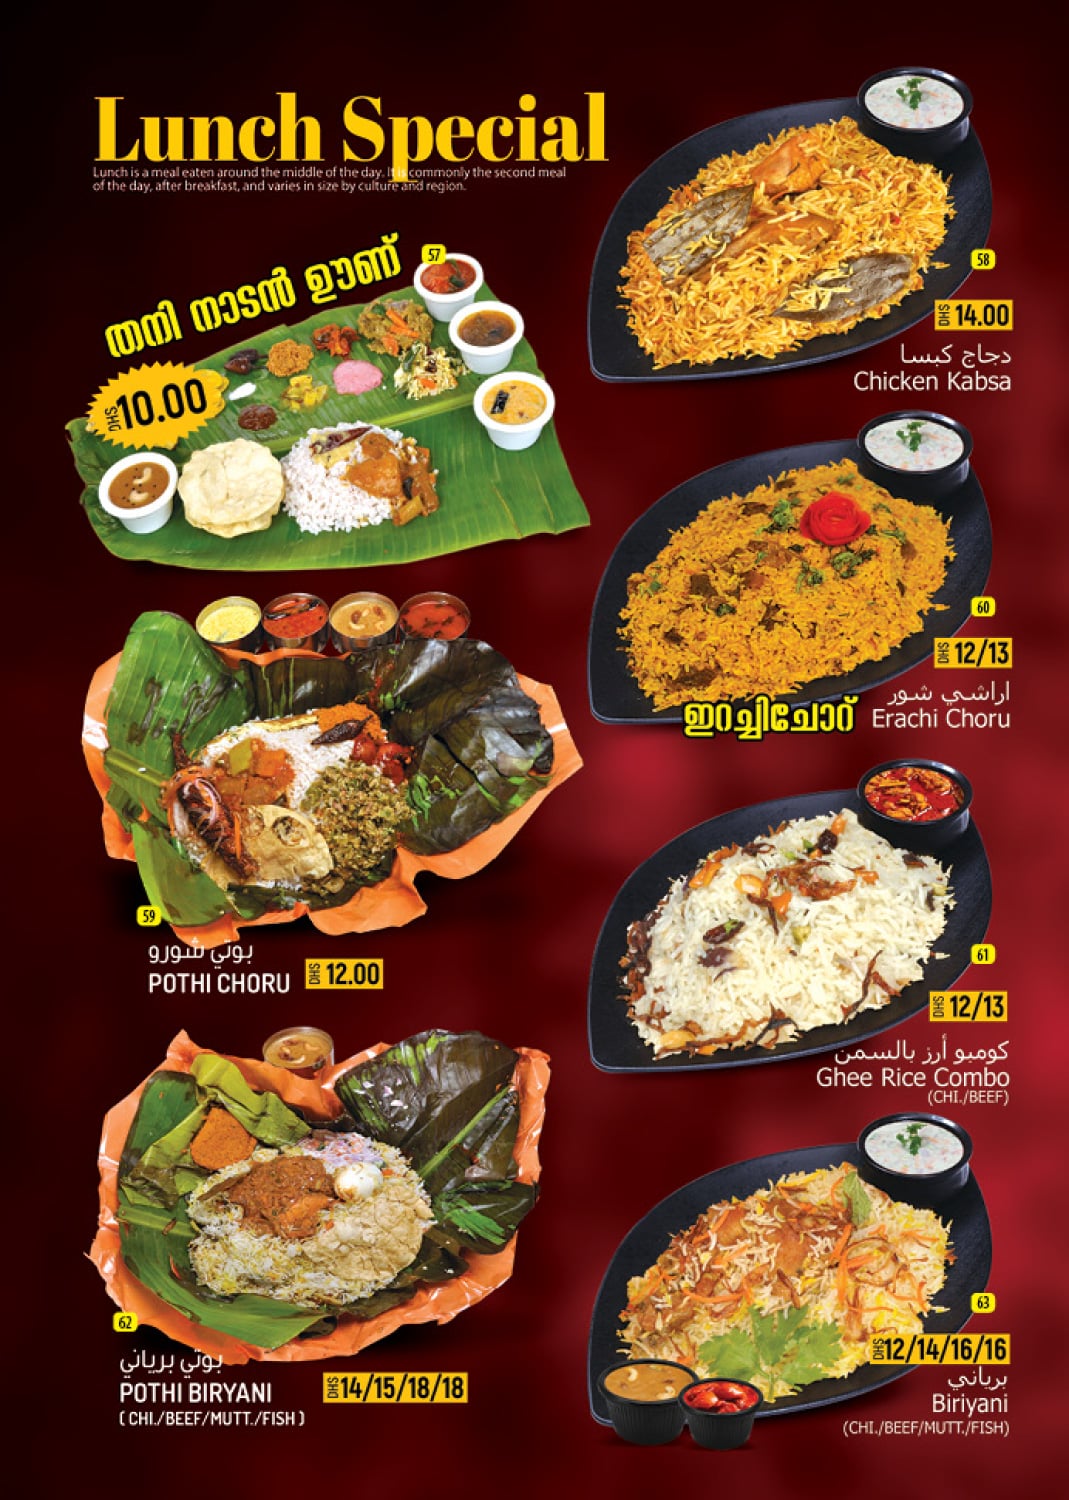 Lunch Special
Lunch is a meal eaten around the middle of the day. It is commonly the second meal
of the day, after breakfast, and varies in size by culture and region.
തനി നാടൻ ഊണ്
57
DHS 10.00
58
DHS 14.00
دجاج كبسا
Chicken Kabsa
59
بوتي شورو
POTHI CHORU
DHS 12.00
60
DHS 12/13
اراشي شور
ഇറച്ചിചോറ് Erachi Choru
61
DHS 12/13
كومبو أرز بالسمن
Ghee Rice Combo
(CHI./BEEF)
62
بوتي برياني
POTHI BIRYANI
( CHI./BEEF/MUTT./FISH )
DHS 14/15/18/18
63
DHS 12/14/16/16
برياني
Biriyani
(CHI./BEEF/MUTT./FISH)